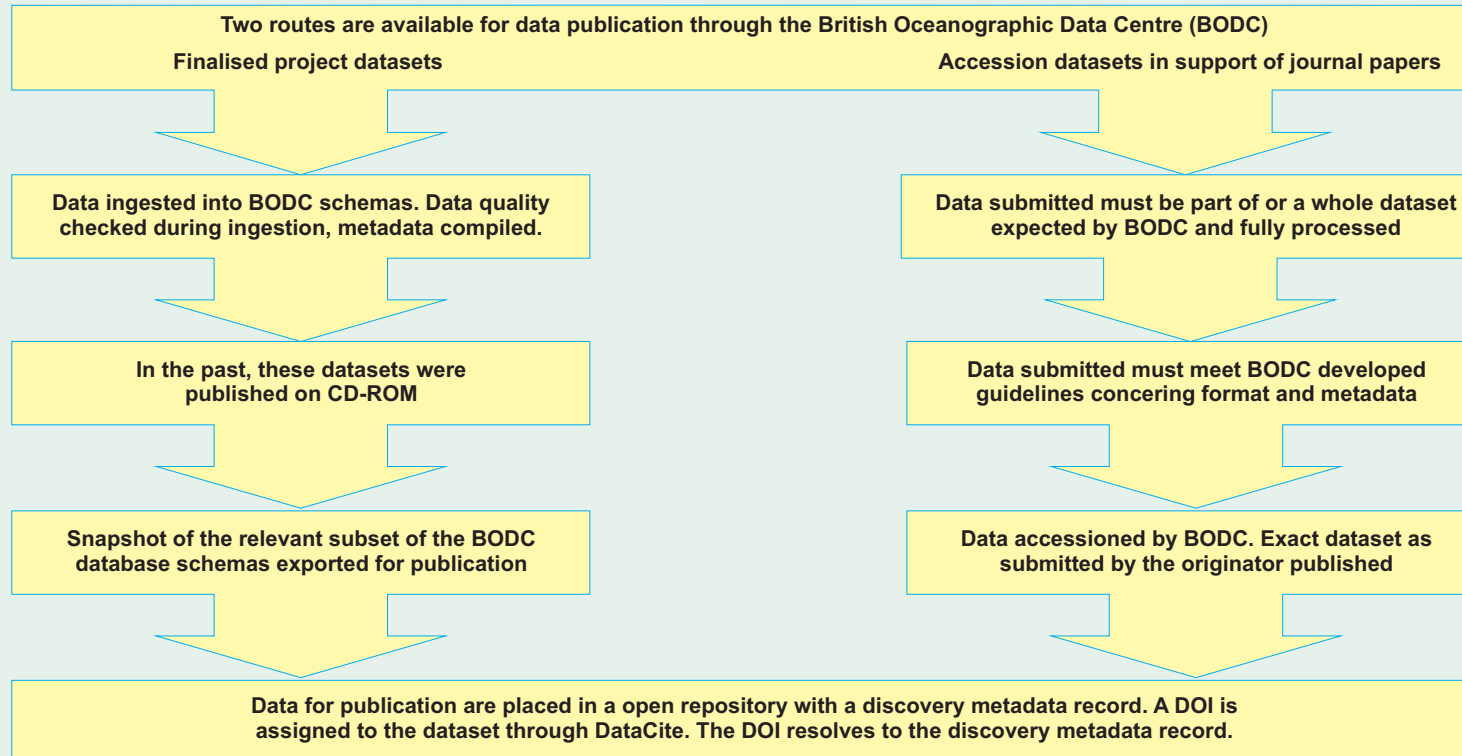 Two routes are available for data publication through the British Oceanographic Data Centre (BODC)
Finalised project datasets
Accession datasets in support of journal papers
Data ingested into BODC schemas. Data quality
checked during ingestion, metadata compiled.
In the past, these datasets were
published on CD-ROM
Snapshot of the relevant subset of the BODC
database schemas exported for publication
Data submitted must be part of or a whole dataset
expected by BODC and fully processed
Data submitted must meet BODC developed
guidelines concering format and metadata
Data accessioned by BODC. Exact dataset as
submitted by the originator published
Data for publication are placed in a open repository with a discovery metadata record. A DOI is
assigned to the dataset through DataCite. The DOI resolves to the discovery metadata record.